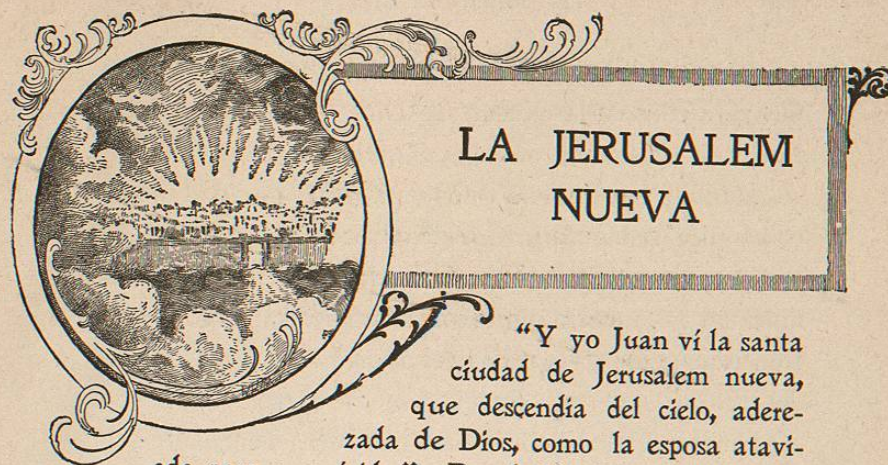 LA JERUSALEM
NUEVA
“Y yo Juan ví la santa
ciudad de Jerusalem nueva,
que descendia del cielo, adere-
zada de Dios, como la esposa atavi-